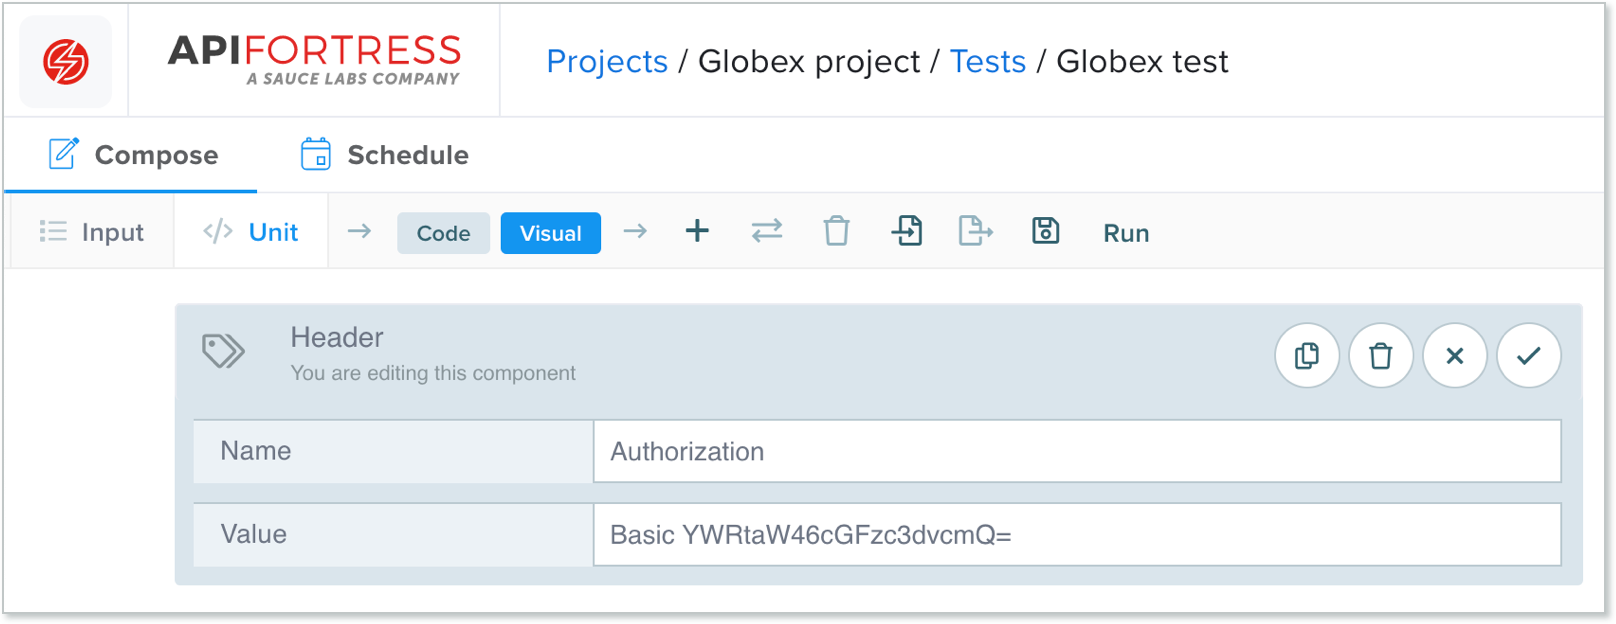 APIFORTRESS
A SAUCE LABS COMPANY
Projects / Globex project / Tests / Globex test
Compose Schedule
Input </> Unit → Code Visual → + Run
Header
You are editing this component
Name Authorization
Value Basic YWRtaW46cGFzc3dvcmQ=